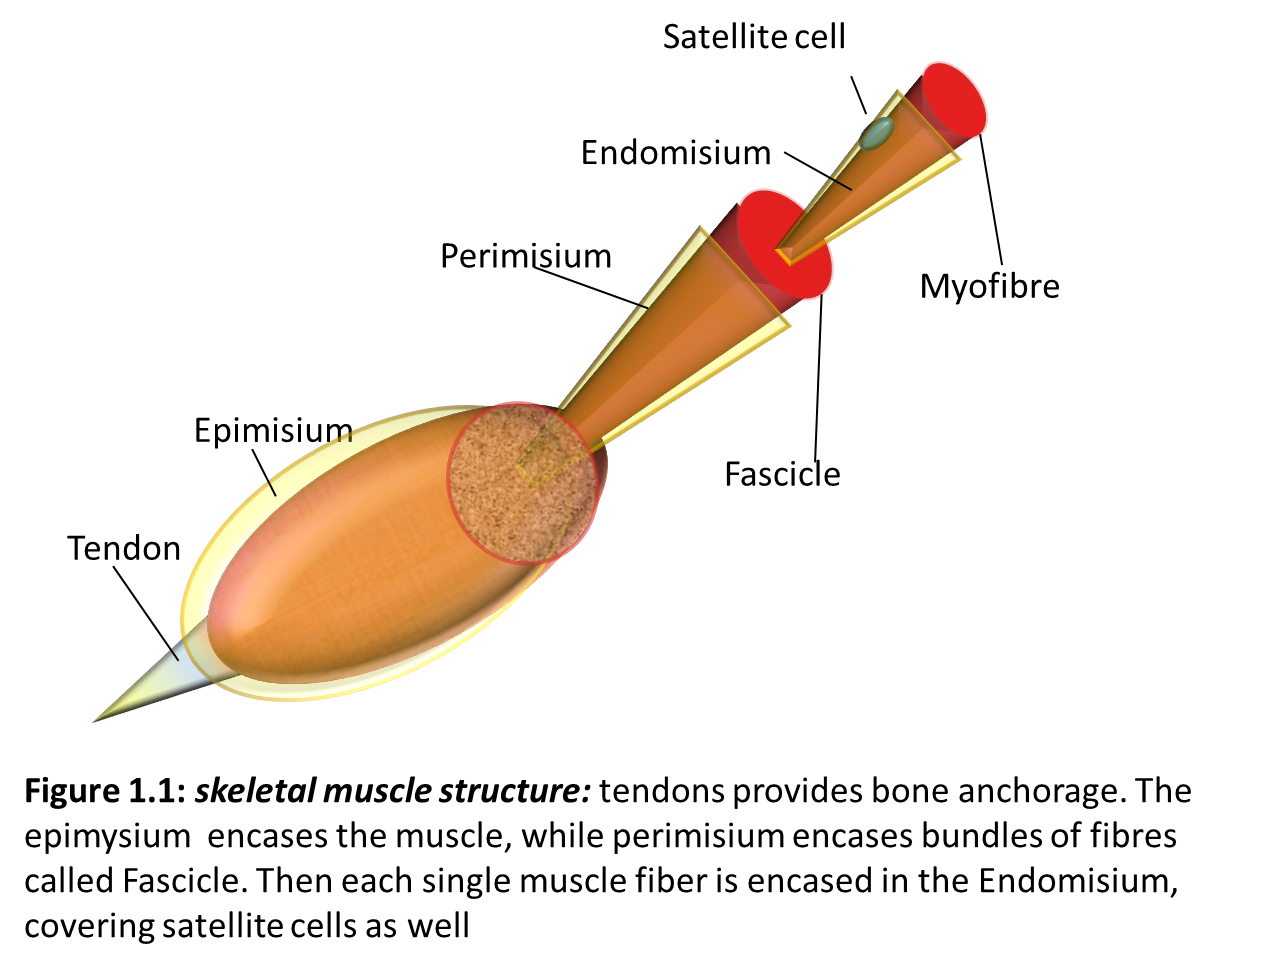 Satellite cell
Endomisium
Perimisium
Myofibre
Epimisium
Fascicle
Tendon
Figure 1.1: skeletal muscle structure: tendons provides bone anchorage. The
epimysium encases the muscle, while perimisium encases bundles of fibres
called Fascicle. Then each single muscle fiber is encased in the Endomisium,
covering satellite cells as well